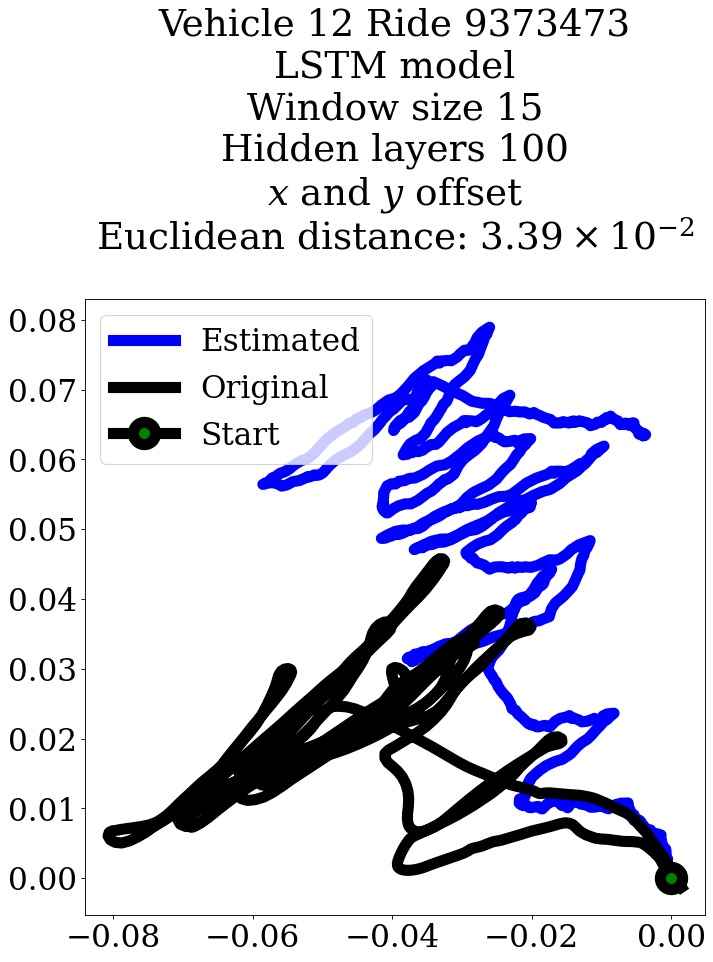 Vehicle 12 Ride 9373473
LSTM model
Window size 15
Hidden layers 100
x and y offset
Euclidean distance: 3.39 × 10⁻²
Estimated
Original
Start
0.08
0.07
0.06
0.05
0.04
0.03
0.02
0.01
0.00
−0.08 −0.06 −0.04 −0.02 0.00